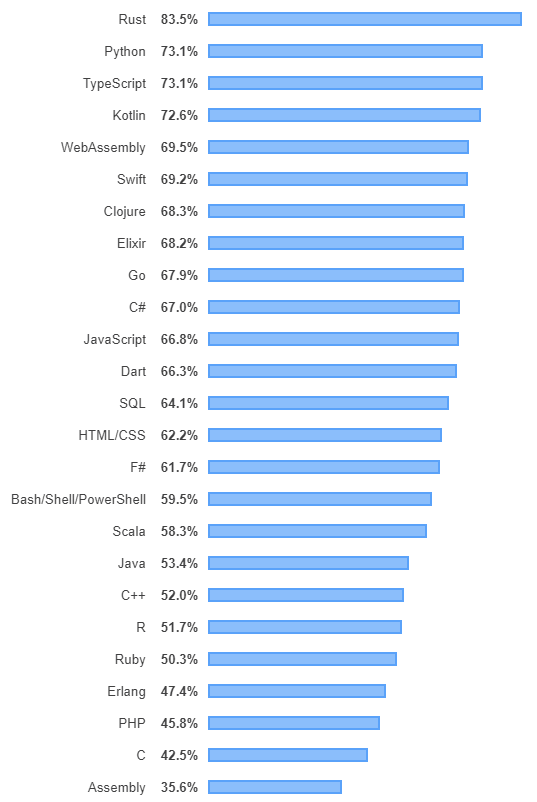 Rust 83.5%
Python 73.1%
TypeScript 73.1%
Kotlin 72.6%
WebAssembly 69.5%
Swift 69.2%
Clojure 68.3%
Elixir 68.2%
Go 67.9%
C# 67.0%
JavaScript 66.8%
Dart 66.3%
SQL 64.1%
HTML/CSS 62.2%
F# 61.7%
Bash/Shell/PowerShell 59.5%
Scala 58.3%
Java 53.4%
C++ 52.0%
R 51.7%
Ruby 50.3%
Erlang 47.4%
PHP 45.8%
C 42.5%
Assembly 35.6%